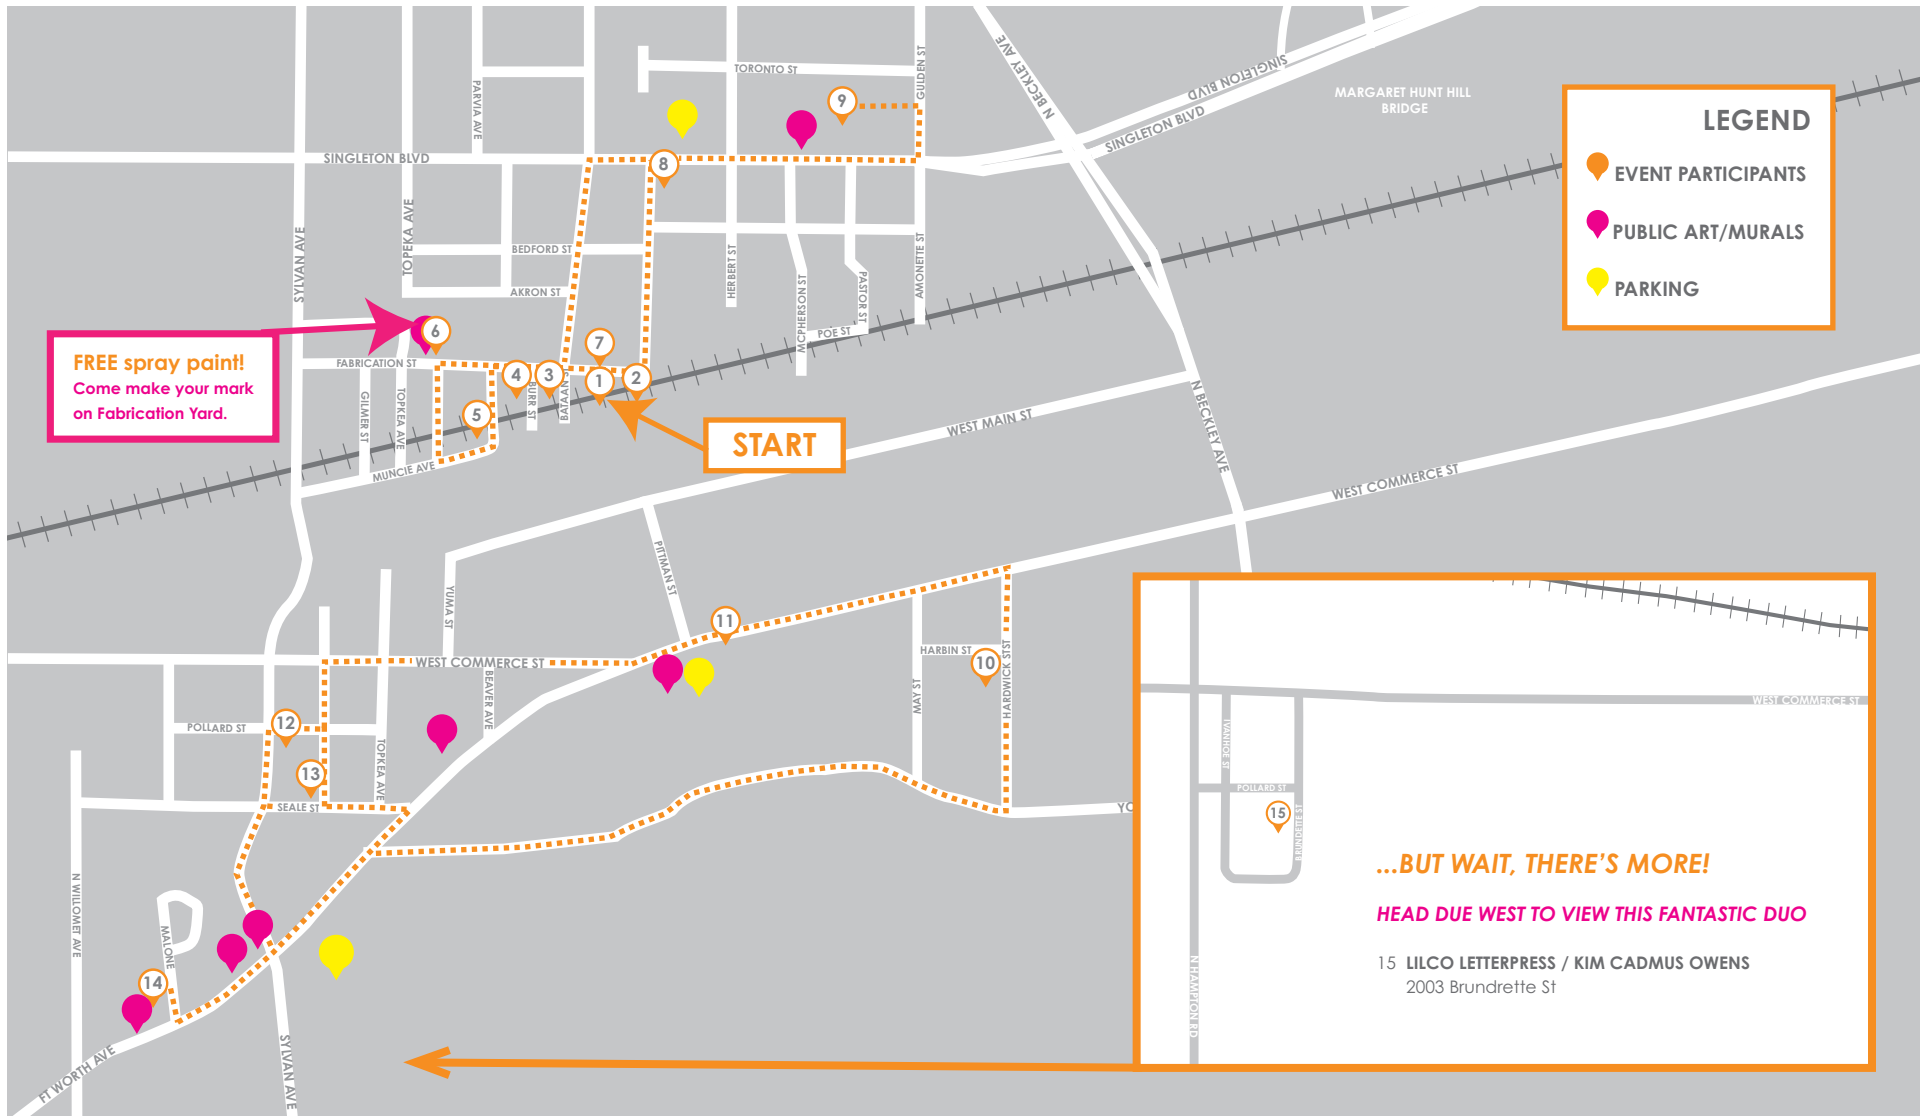 TORONTO ST
GULDEN ST
N BECKLEY AVE
SINGLETON BLVD
MARGARET HUNT HILL
BRIDGE
PARVIA AVE
9
SINGLETON BLVD
SINGLETON BLVD
8
LEGEND
EVENT PARTICIPANTS
PUBLIC ART/MURALS
PARKING
SYLVAN AVE
TOPEKA AVE
BEDFORD ST
AKRON ST
HERBERT ST
MCPHERSON ST
PASTOR ST
AMONETTE ST
POE ST
6
7
FREE spray paint!
Come make your mark
on Fabrication Yard.
FABRICATION ST
4
3
1
2
GILMER ST
TOPKEA AVE
5
BURR ST
BATAAN S
MUNCIE AVE
START
WEST MAIN ST
N BECKLEY AVE
WEST COMMERCE ST
PITTMAN ST
YUMA ST
11
WEST COMMERCE ST
HARBIN ST
10
HARDWICK STST
MAY ST
BEAVER AVE
POLLARD ST
12
TOPKEA AVE
13
SEALE ST
YO
N WILLOMET AVE
MALONE
14
FT WORTH AVE
SYLVAN AVE
WEST COMMERCE ST
IVANHOE ST
POLLARD ST
15
BRUNDRETTE ST
N HAMPTON RD
...BUT WAIT, THERE'S MORE!
HEAD DUE WEST TO VIEW THIS FANTASTIC DUO
15 LILCO LETTERPRESS / KIM CADMUS OWENS
2003 Brundrette St